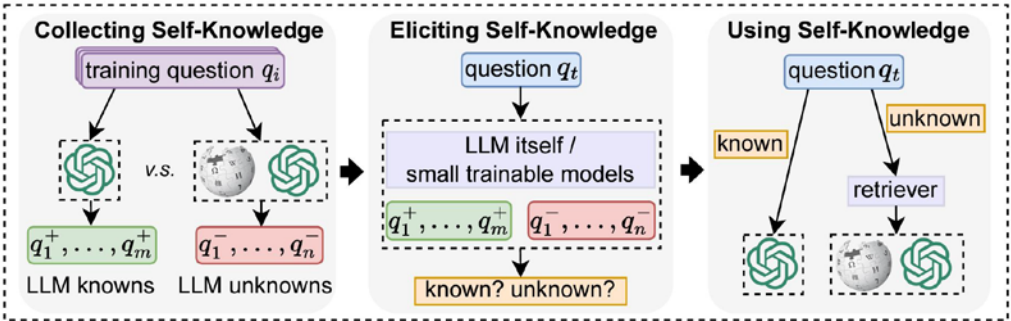 Collecting Self-Knowledge
training question qᵢ
v.s.
q₁⁺, . . . , qₘ⁺
q₁⁻, . . . , qₙ⁻
LLM knowns
LLM unknowns
Eliciting Self-Knowledge
question qₜ
LLM itself /
small trainable models
q₁⁺, . . . , qₘ⁺
q₁⁻, . . . , qₙ⁻
known? unknown?
Using Self-Knowledge
question qₜ
known
unknown
retriever